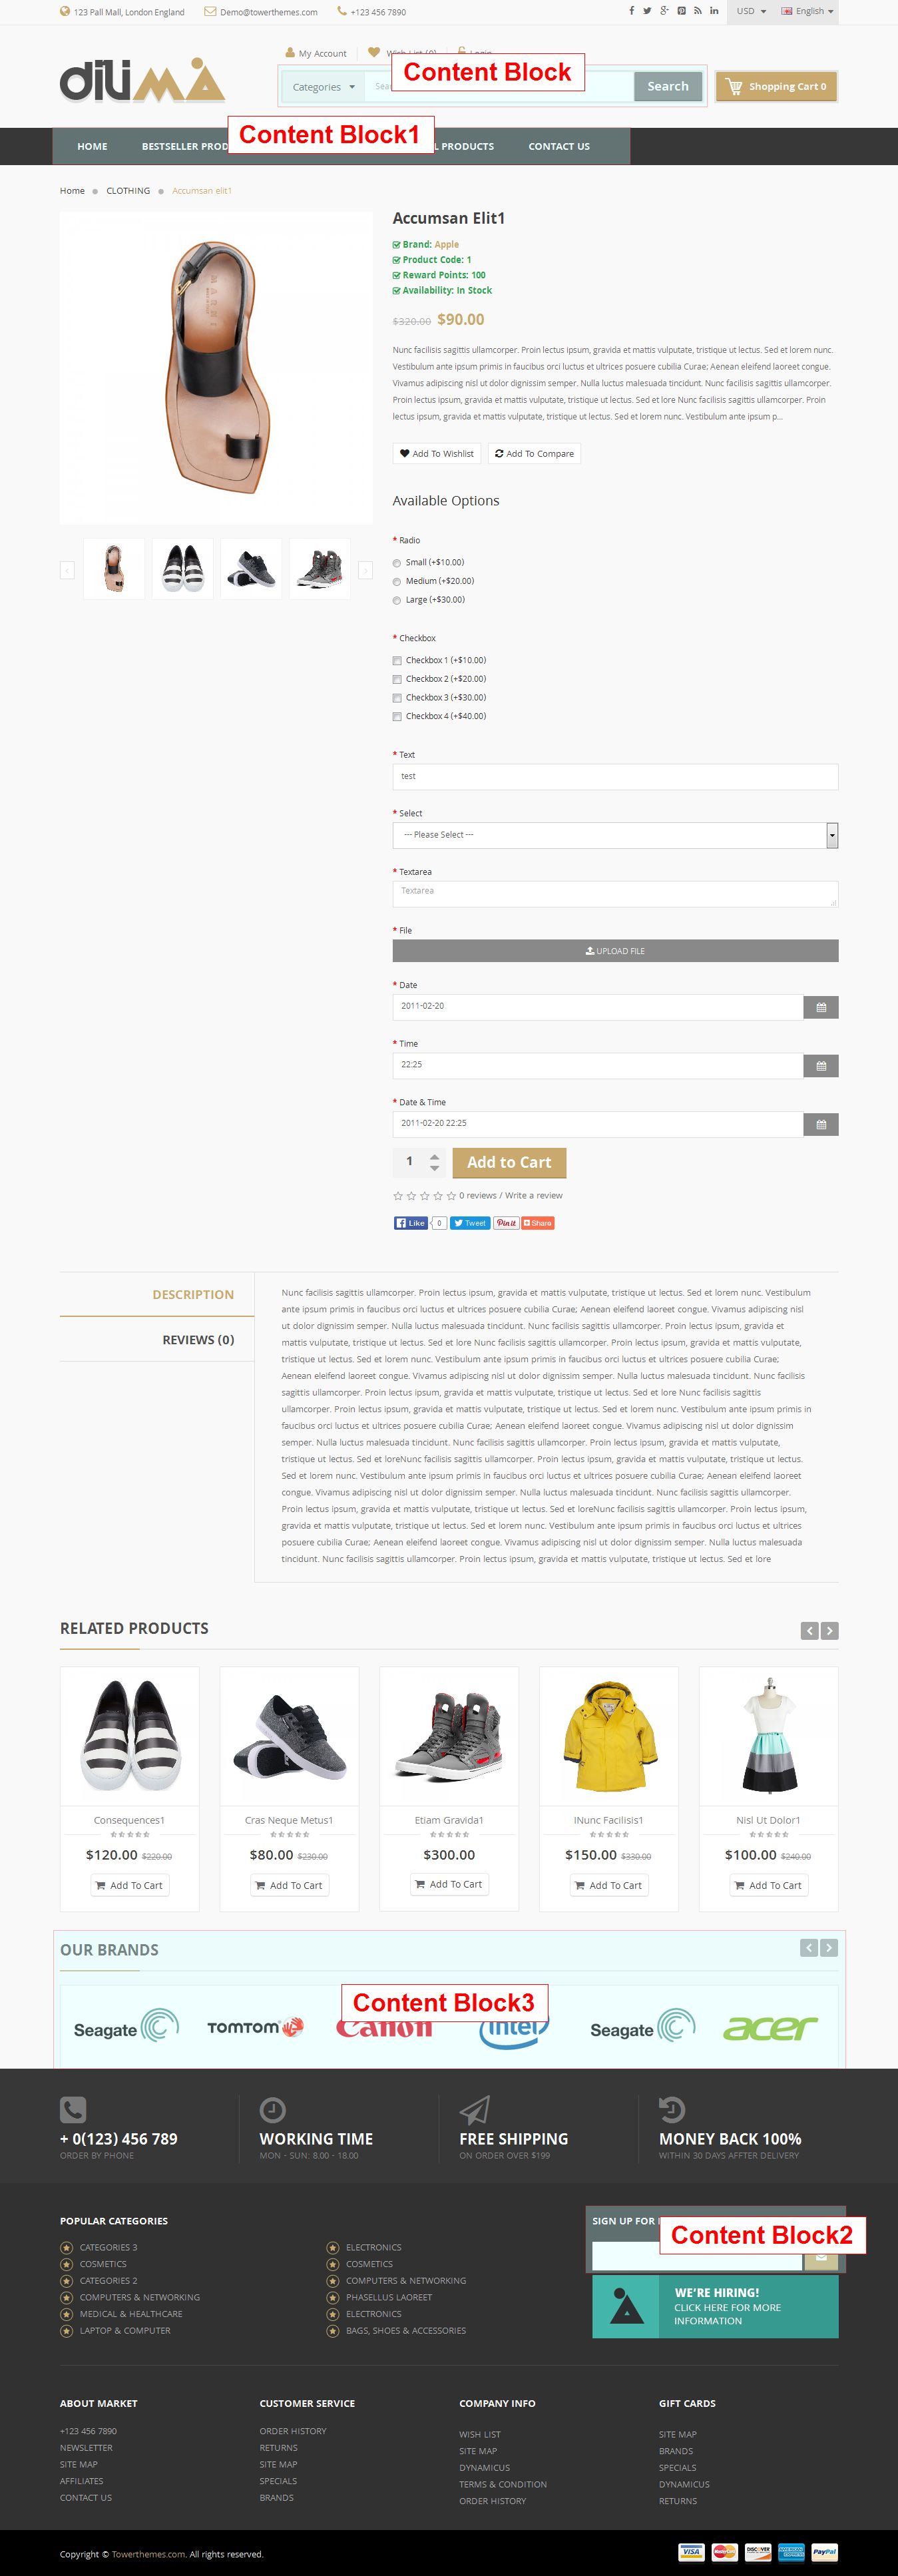 123 Pall Mall, London England
Demo@towerthemes.com
+123 456 7890
USD
English
My Account
Wish List (0)
Login
diLiMA
Categories
Content Block
Search
Shopping Cart 0
Content Block1
HOME
BESTSELLER PROD
L PRODUCTS
CONTACT US
Home
CLOTHING
Accumsan elit1
Accumsan Elit1
Brand: Apple
Product Code: 1
Reward Points: 100
Availability: In Stock
$320.00 $90.00
Nunc facilisis sagittis ullamcorper. Proin lectus ipsum, gravida et mattis vulputate, tristique ut lectus. Sed et lorem nunc.
Vestibulum ante ipsum primis in faucibus orci luctus et ultrices posuere cubilia Curae; Aenean eleifend laoreet congue.
Vivamus adipiscing nisl ut dolor dignissim semper. Nulla luctus malesuada tincidunt. Nunc facilisis sagittis ullamcorper.
Proin lectus ipsum, gravida et mattis vulputate, tristique ut lectus. Sed et lore Nunc facilisis sagittis ullamcorper. Proin
lectus ipsum, gravida et mattis vulputate, tristique ut lectus. Sed et lorem nunc. Vestibulum ante ipsum p...
Add To Wishlist
Add To Compare
Available Options
* Radio
Small (+$10.00)
Medium (+$20.00)
Large (+$30.00)
* Checkbox
Checkbox 1 (+$10.00)
Checkbox 2 (+$20.00)
Checkbox 3 (+$30.00)
Checkbox 4 (+$40.00)
* Text
test
* Select
--- Please Select ---
* Textarea
Textarea
* File
UPLOAD FILE
* Date
2011-02-20
* Time
22:25
* Date & Time
2011-02-20 22:25
1
Add to Cart
0 reviews / Write a review
Like 0 Tweet Pin it Share
DESCRIPTION
REVIEWS (0)
Nunc facilisis sagittis ullamcorper. Proin lectus ipsum, gravida et mattis vulputate, tristique ut lectus. Sed et lorem nunc. Vestibulum
ante ipsum primis in faucibus orci luctus et ultrices posuere cubilia Curae; Aenean eleifend laoreet congue. Vivamus adipiscing nisl
ut dolor dignissim semper. Nulla luctus malesuada tincidunt. Nunc facilisis sagittis ullamcorper. Proin lectus ipsum, gravida et
mattis vulputate, tristique ut lectus. Sed et lore Nunc facilisis sagittis ullamcorper. Proin lectus ipsum, gravida et mattis vulputate,
tristique ut lectus. Sed et lorem nunc. Vestibulum ante ipsum primis in faucibus orci luctus et ultrices posuere cubilia Curae;
Aenean eleifend laoreet congue. Vivamus adipiscing nisl ut dolor dignissim semper. Nulla luctus malesuada tincidunt. Nunc facilisis
sagittis ullamcorper. Proin lectus ipsum, gravida et mattis vulputate, tristique ut lectus. Sed et lore Nunc facilisis sagittis
ullamcorper. Proin lectus ipsum, gravida et mattis vulputate, tristique ut lectus. Sed et lorem nunc. Vestibulum ante ipsum primis in
faucibus orci luctus et ultrices posuere cubilia Curae; Aenean eleifend laoreet congue. Vivamus adipiscing nisl ut dolor dignissim
semper. Nulla luctus malesuada tincidunt. Nunc facilisis sagittis ullamcorper. Proin lectus ipsum, gravida et mattis vulputate,
tristique ut lectus. Sed et loreNunc facilisis sagittis ullamcorper. Proin lectus ipsum, gravida et mattis vulputate, tristique ut lectus.
Sed et lorem nunc. Vestibulum ante ipsum primis in faucibus orci luctus et ultrices posuere cubilia Curae; Aenean eleifend laoreet
congue. Vivamus adipiscing nisl ut dolor dignissim semper. Nulla luctus malesuada tincidunt. Nunc facilisis sagittis ullamcorper.
Proin lectus ipsum, gravida et mattis vulputate, tristique ut lectus. Sed et loreNunc facilisis sagittis ullamcorper. Proin lectus ipsum,
gravida et mattis vulputate, tristique ut lectus. Sed et lorem nunc. Vestibulum ante ipsum primis in faucibus orci luctus et ultrices
posuere cubilia Curae; Aenean eleifend laoreet congue. Vivamus adipiscing nisl ut dolor dignissim semper. Nulla luctus malesuada
tincidunt. Nunc facilisis sagittis ullamcorper. Proin lectus ipsum, gravida et mattis vulputate, tristique ut lectus. Sed et lore
RELATED PRODUCTS
Consequences1
$120.00 $220.00
Add To Cart
Cras Neque Metus1
$80.00 $230.00
Add To Cart
Etiam Gravida1
$300.00
Add To Cart
INunc Facilisis1
$150.00 $330.00
Add To Cart
Nisl Ut Dolor1
$100.00 $240.00
Add To Cart
OUR BRANDS
Content Block3
Seagate
TOMTOM
Canon
intel
Seagate
acer
+ 0(123) 456 789
ORDER BY PHONE
WORKING TIME
MON - SUN: 8.00 - 18.00
FREE SHIPPING
ON ORDER OVER $199
MONEY BACK 100%
WITHIN 30 DAYS AFFTER DELIVERY
POPULAR CATEGORIES
CATEGORIES 3
COSMETICS
CATEGORIES 2
COMPUTERS & NETWORKING
MEDICAL & HEALTHCARE
LAPTOP & COMPUTER
ELECTRONICS
COSMETICS
COMPUTERS & NETWORKING
PHASELLUS LAOREET
ELECTRONICS
BAGS, SHOES & ACCESSORIES
SIGN UP FOR
Content Block2
WE'RE HIRING!
CLICK HERE FOR MORE
INFORMATION
ABOUT MARKET
+123 456 7890
NEWSLETTER
SITE MAP
AFFILIATES
CONTACT US
CUSTOMER SERVICE
ORDER HISTORY
RETURNS
SITE MAP
SPECIALS
BRANDS
COMPANY INFO
WISH LIST
SITE MAP
DYNAMICUS
TERMS & CONDITION
ORDER HISTORY
GIFT CARDS
SITE MAP
BRANDS
SPECIALS
DYNAMICUS
RETURNS
Copyright © Towerthemes.com. All rights reserved.
VISA MasterCard DISCOVER PayPal